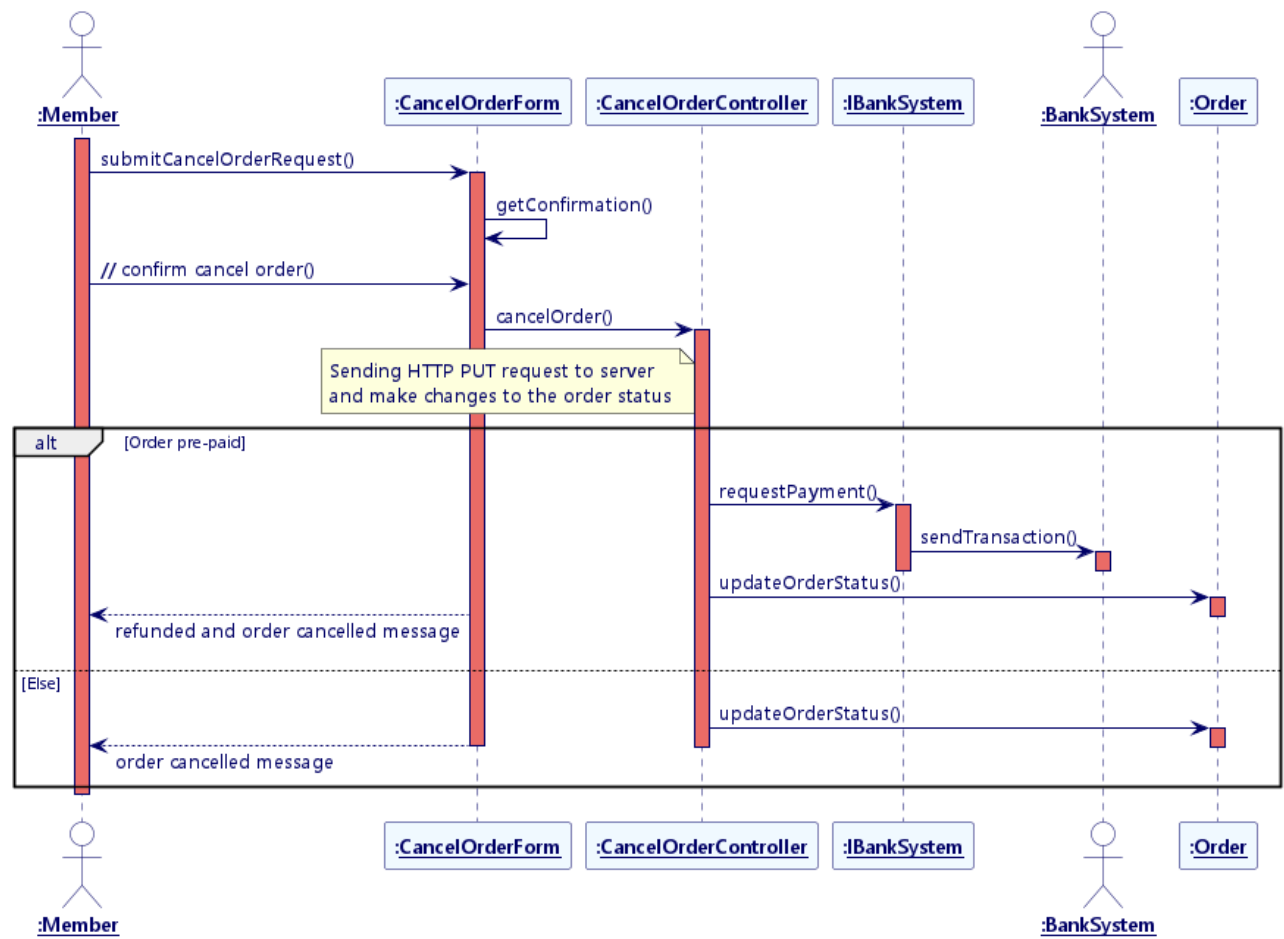 :Member
:CancelOrderForm
:CancelOrderController
:IBankSystem
:BankSystem
:Order
submitCancelOrderRequest()
getConfirmation()
// confirm cancel order()
cancelOrder()
Sending HTTP PUT request to server
and make changes to the order status
alt
[Order pre-paid]
requestPayment()
sendTransaction()
updateOrderStatus()
refunded and order cancelled message
[Else]
updateOrderStatus()
order cancelled message
:Member
:CancelOrderForm
:CancelOrderController
:IBankSystem
:BankSystem
:Order